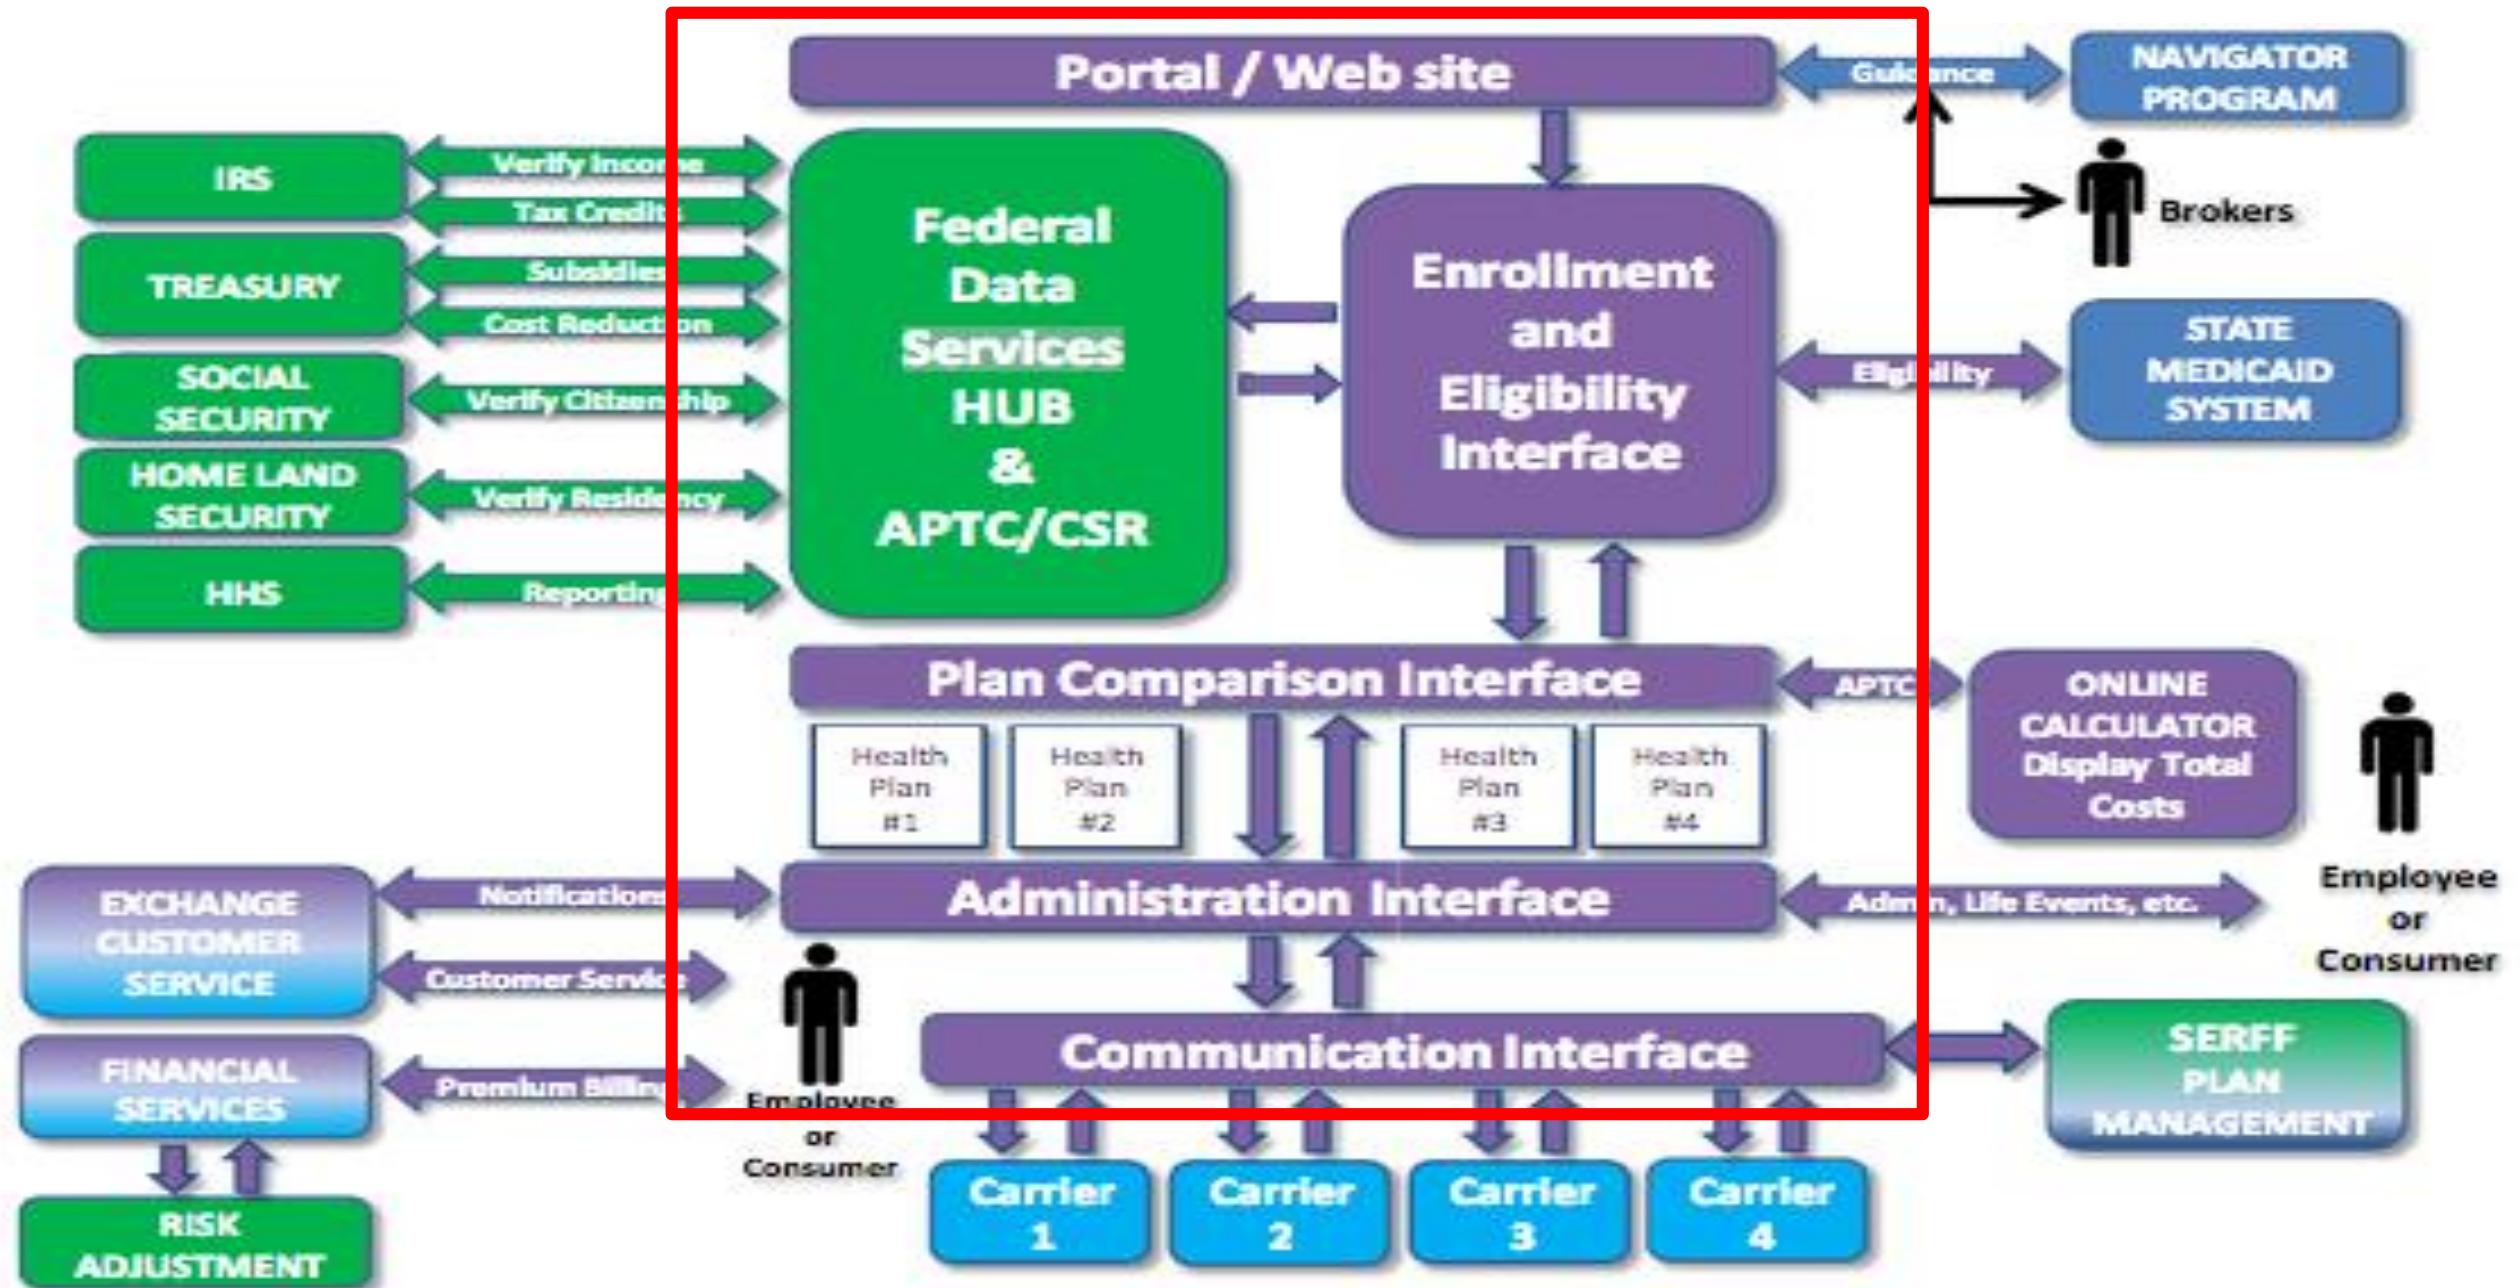 Portal / Web site
Guidance
NAVIGATOR
PROGRAM
Brokers
IRS
Verify Income
Tax Credits
TREASURY
Subsidies
Cost Reduction
SOCIAL
SECURITY
Verify Citizenship
HOME LAND
SECURITY
Verify Residency
HHS
Reporting
Federal
Data
Services
HUB
&
APTC/CSR
Enrollment
and
Eligibility
Interface
Eligibility
STATE
MEDICAID
SYSTEM
Plan Comparison Interface
APTC
ONLINE
CALCULATOR
Display Total
Costs
Health
Plan
#1
Health
Plan
#2
Health
Plan
#3
Health
Plan
#4
Employee
or
Consumer
EXCHANGE
CUSTOMER
SERVICE
Notifications
Customer Service
Administration Interface
Admin, Life Events, etc.
FINANCIAL
SERVICES
Premium Billing
Employee
or
Consumer
Communication Interface
SERFF
PLAN
MANAGEMENT
RISK
ADJUSTMENT
Carrier
1
Carrier
2
Carrier
3
Carrier
4